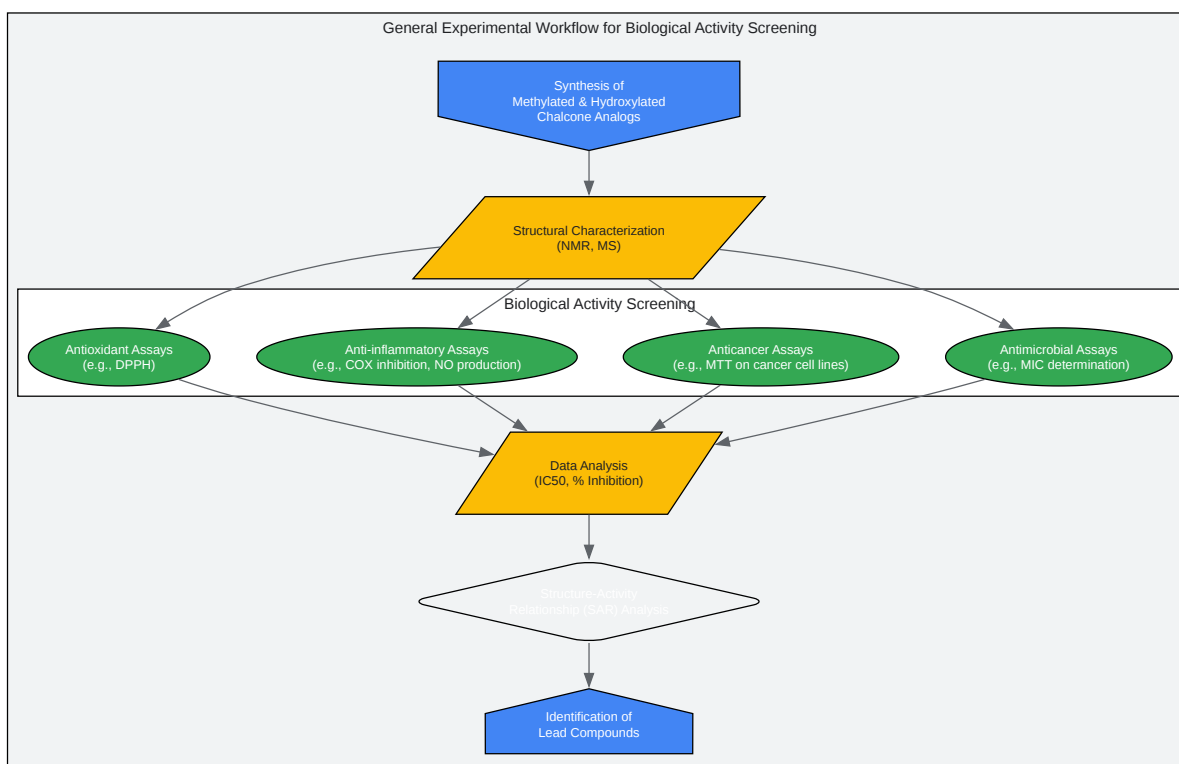 General Experimental Workflow for Biological Activity Screening
Synthesis of
Methylated & Hydroxylated
Chalcone Analogs
Structural Characterization
(NMR, MS)
Biological Activity Screening
Antioxidant Assays
(e.g., DPPH)
Anti-inflammatory Assays
(e.g., COX inhibition, NO production)
Anticancer Assays
(e.g., MTT on cancer cell lines)
Antimicrobial Assays
(e.g., MIC determination)
Data Analysis
(IC50, % Inhibition)
Structure-Activity
Relationship (SAR) Analysis
Identification of
Lead Compounds